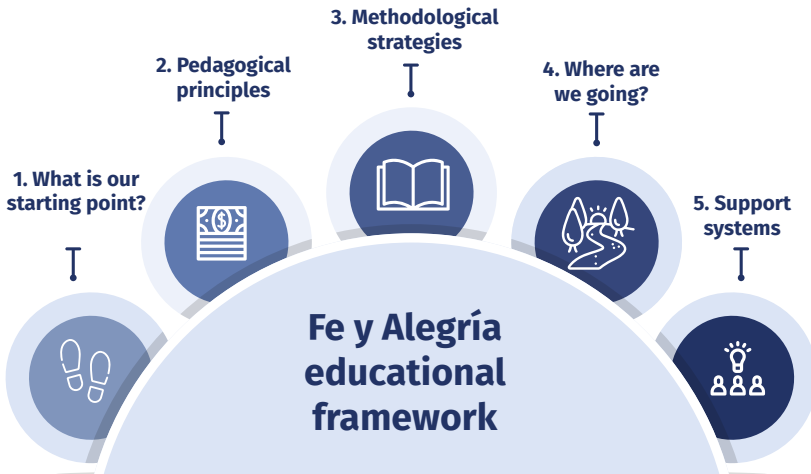 1. What is our
starting point?
2. Pedagogical
principles
3. Methodological
strategies
4. Where are
we going?
5. Support
systems
$
Fe y Alegría
educational
framework